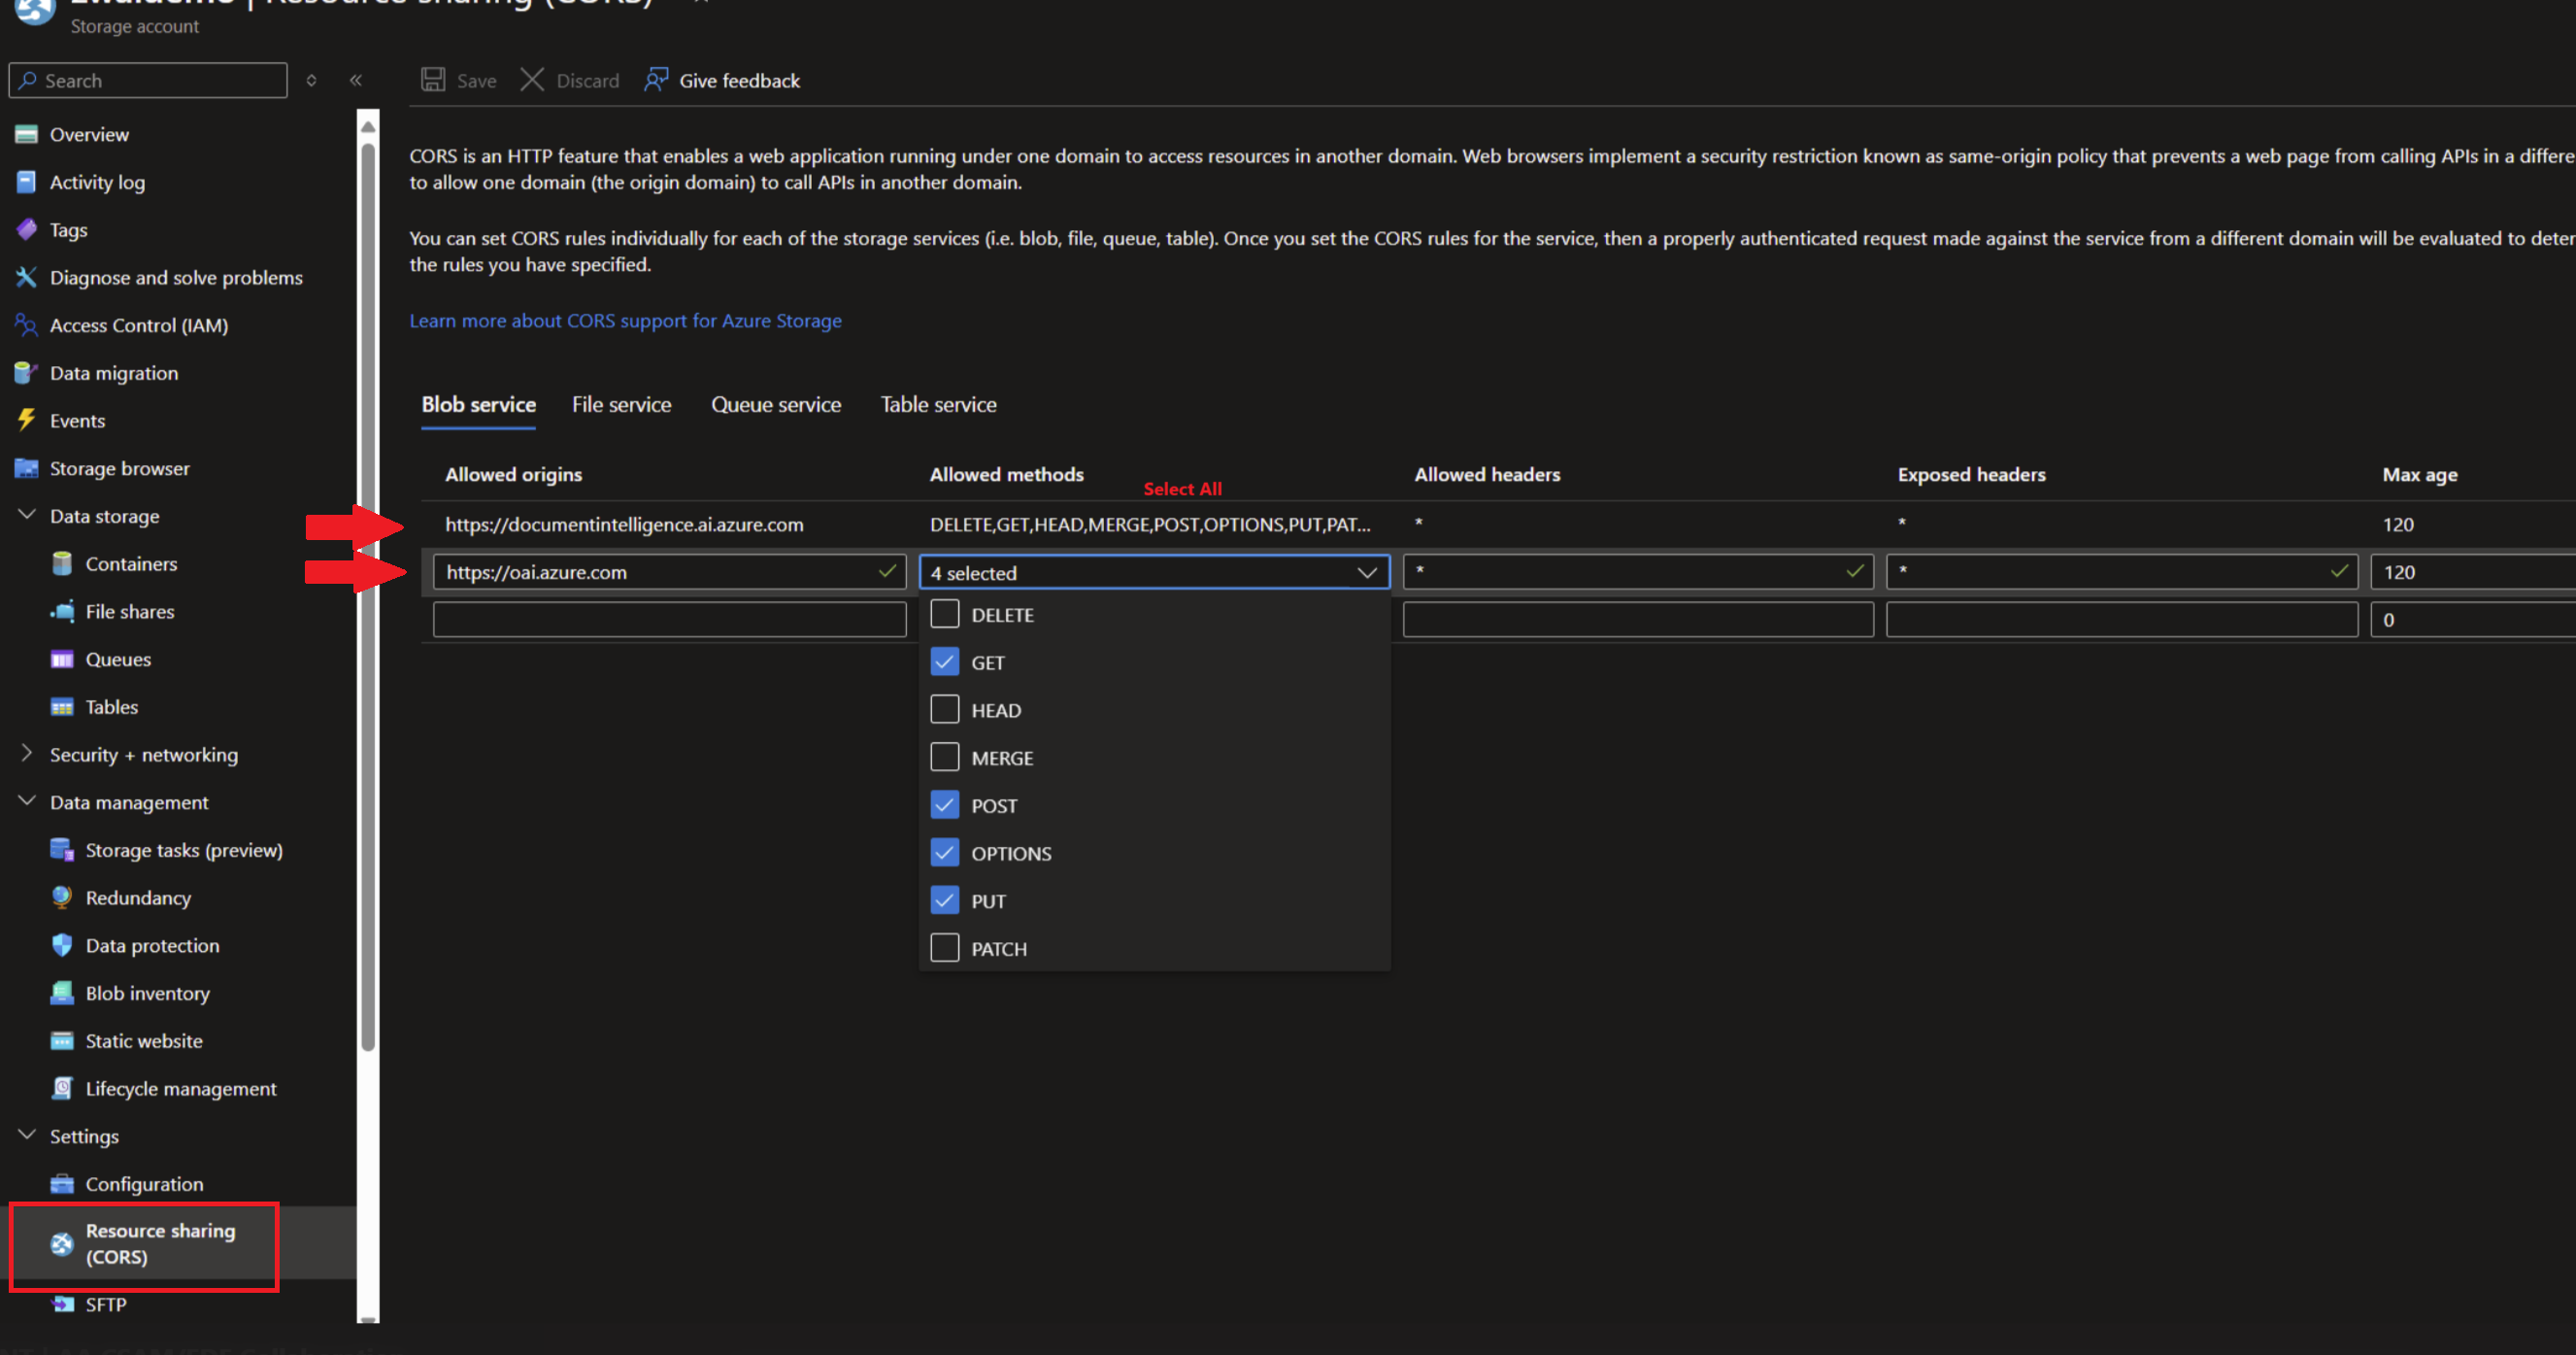 Storage account
Search
Save
Discard
Give feedback
Overview
Activity log
Tags
Diagnose and solve problems
Access Control (IAM)
Data migration
Events
Storage browser
Data storage
Containers
File shares
Queues
Tables
Security + networking
Data management
Storage tasks (preview)
Redundancy
Data protection
Blob inventory
Static website
Lifecycle management
Settings
Configuration
Resource sharing
(CORS)
SFTP
CORS is an HTTP feature that enables a web application running under one domain to access resources in another domain. Web browsers implement a security restriction known as same-origin policy that prevents a web page from calling APIs in a differe
to allow one domain (the origin domain) to call APIs in another domain.
You can set CORS rules individually for each of the storage services (i.e. blob, file, queue, table). Once you set the CORS rules for the service, then a properly authenticated request made against the service from a different domain will be evaluated to deter
the rules you have specified.
Learn more about CORS support for Azure Storage
Blob service
File service
Queue service
Table service
Allowed origins
Allowed methods
Select All
Allowed headers
Exposed headers
Max age
https://documentintelligence.ai.azure.com
DELETE,GET,HEAD,MERGE,POST,OPTIONS,PUT,PAT...
*
*
120
https://oai.azure.com
4 selected
*
*
120
0
DELETE
GET
HEAD
MERGE
POST
OPTIONS
PUT
PATCH